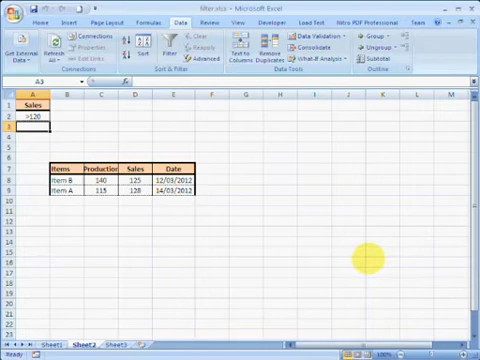 filter.xlsx - Microsoft Excel
Home Insert Page Layout Formulas Data Review View Developer Load Test Nitro PDF Professional Team
Get External Data Refresh All Connections Properties Edit Links Sort Filter Clear Reapply Advanced Text to Columns Remove Duplicates Data Validation Consolidate What-If Analysis Group Ungroup Subtotal
Connections Sort & Filter Data Tools Outline
A3 fx
A B C D E F G H I J K L M
1 Sales
2 >120
3
4
5
6
7 Items Production Sales Date
8 Item B 140 125 12/03/2012
9 Item A 115 128 14/03/2012
10
11
12
13
14
15
16
17
18
19
20
21
22
23
Sheet1 Sheet2 Sheet3
Ready 100%